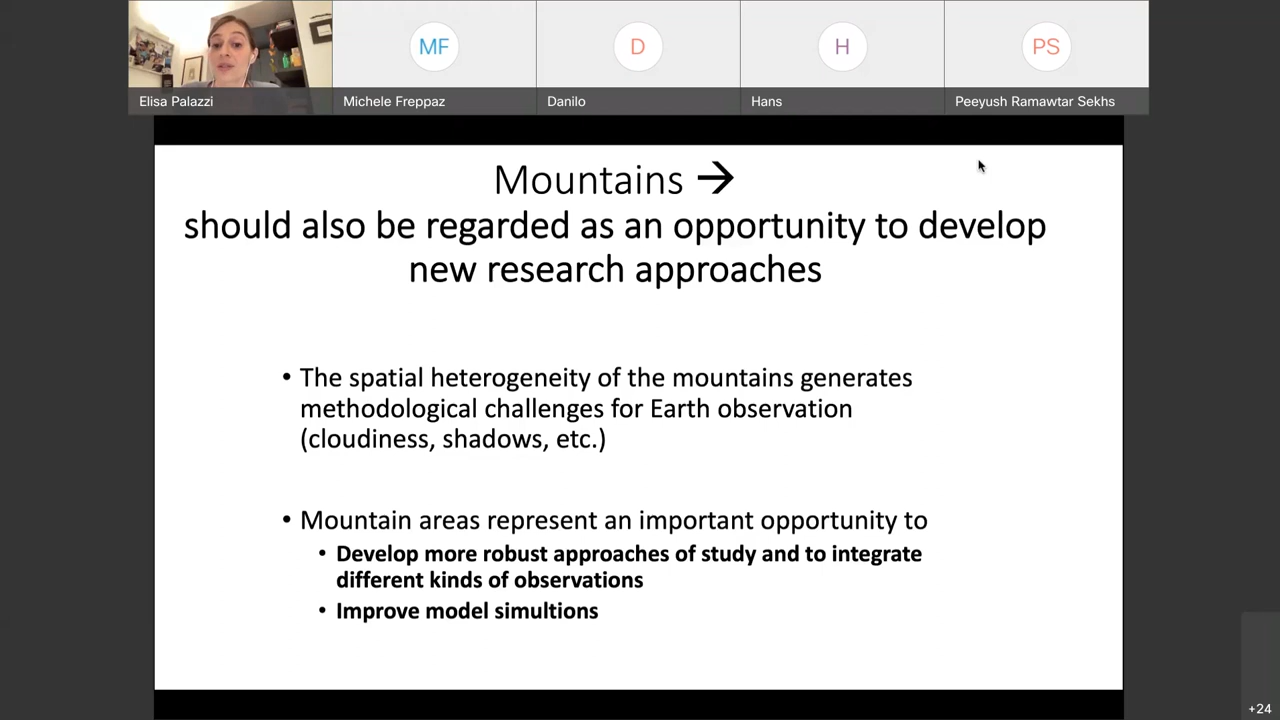 MF
D
H
PS
Elisa Palazzi
Michele Freppaz
Danilo
Hans
Peeyush Ramawtar Sekhs
Mountains →
should also be regarded as an opportunity to develop
new research approaches
• The spatial heterogeneity of the mountains generates
methodological challenges for Earth observation
(cloudiness, shadows, etc.)
• Mountain areas represent an important opportunity to
• Develop more robust approaches of study and to integrate
different kinds of observations
• Improve model simultions
+24